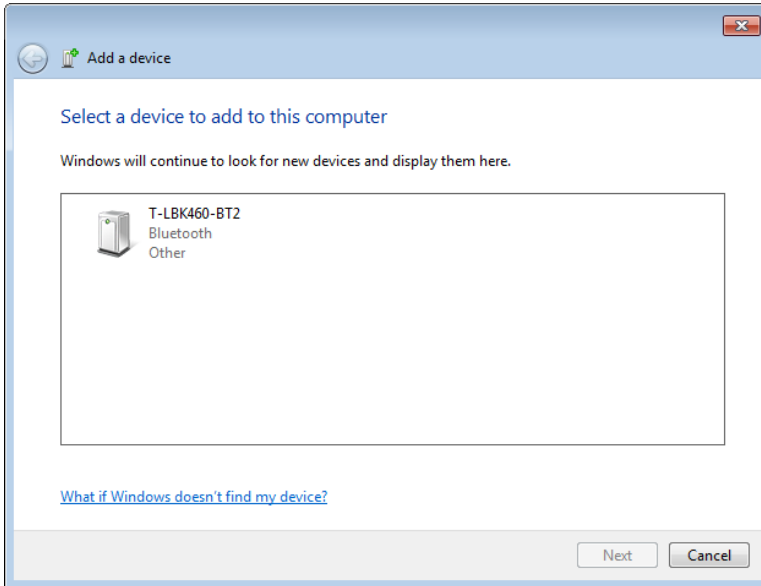 Add a device
Select a device to add to this computer
Windows will continue to look for new devices and display them here.
T-LBK460-BT2
Bluetooth
Other
What if Windows doesn't find my device?
Next
Cancel